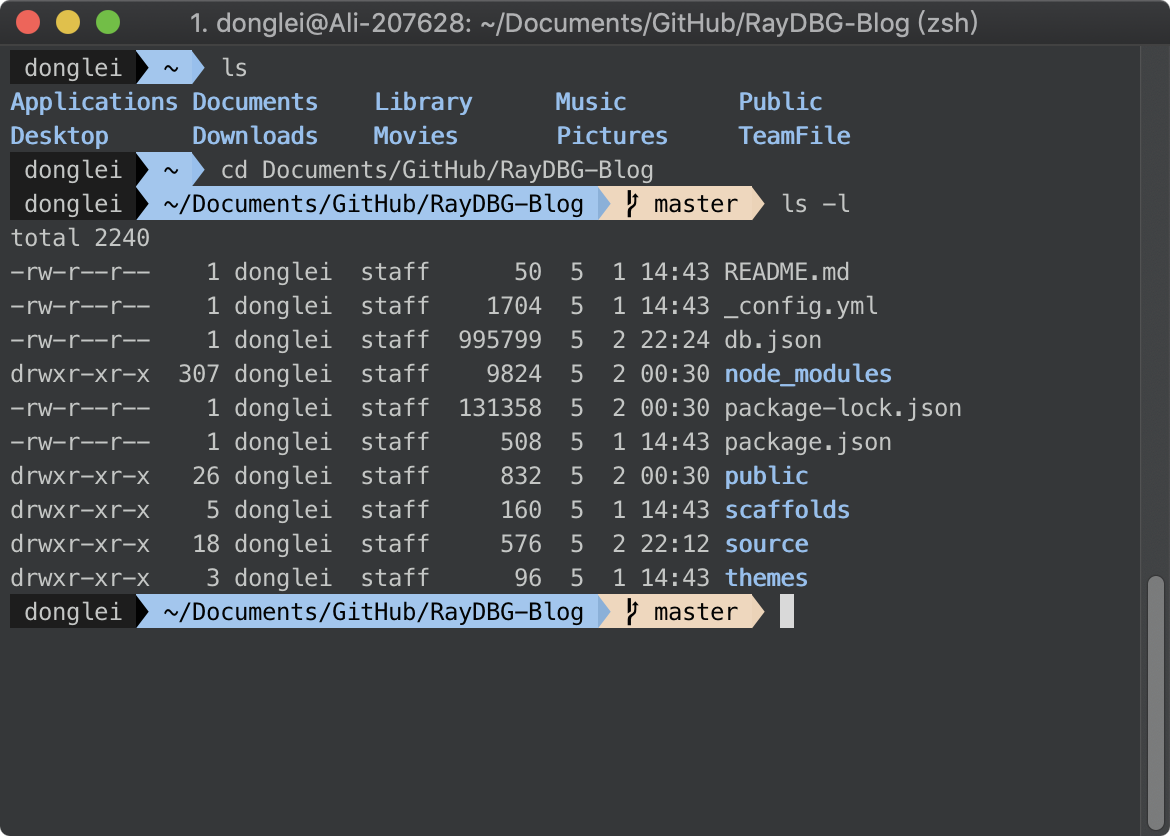 1. donglei@Ali-207628: ~/Documents/GitHub/RayDBG-Blog (zsh)
donglei ~ ls
Applications Documents Library Music Public
Desktop Downloads Movies Pictures TeamFile
donglei ~ cd Documents/GitHub/RayDBG-Blog
donglei ~/Documents/GitHub/RayDBG-Blog master ls -l
total 2240
-rw-r--r-- 1 donglei staff 50 5 1 14:43 README.md
-rw-r--r-- 1 donglei staff 1704 5 1 14:43 _config.yml
-rw-r--r-- 1 donglei staff 995799 5 2 22:24 db.json
drwxr-xr-x 307 donglei staff 9824 5 2 00:30 node_modules
-rw-r--r-- 1 donglei staff 131358 5 2 00:30 package-lock.json
-rw-r--r-- 1 donglei staff 508 5 1 14:43 package.json
drwxr-xr-x 26 donglei staff 832 5 2 00:30 public
drwxr-xr-x 5 donglei staff 160 5 1 14:43 scaffolds
drwxr-xr-x 18 donglei staff 576 5 2 22:12 source
drwxr-xr-x 3 donglei staff 96 5 1 14:43 themes
donglei ~/Documents/GitHub/RayDBG-Blog master